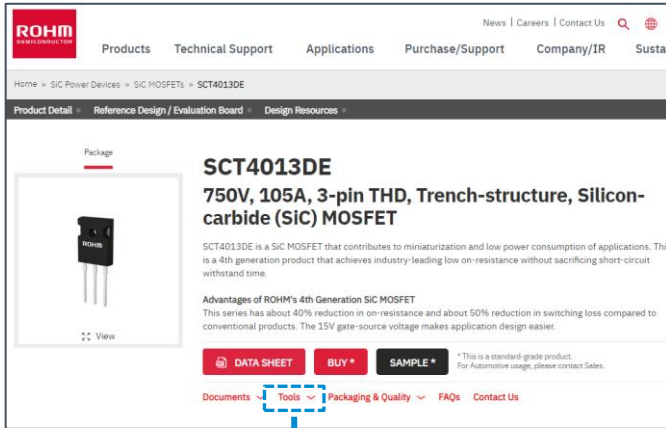 ROHM
SEMICONDUCTOR
News | Careers | Contact Us
Products Technical Support Applications Purchase/Support Company/IR Susta
Home » SiC Power Devices » SiC MOSFETs » SCT4013DE
Product Detail Reference Design / Evaluation Board Design Resources
Package
ROHM
View
SCT4013DE
750V, 105A, 3-pin THD, Trench-structure, Silicon-
carbide (SiC) MOSFET
SCT4013DE is a SiC MOSFET that contributes to miniaturization and low power consumption of applications. Thi
is a 4th generation product that achieves industry-leading low on-resistance without sacrificing short-circuit
withstand time.
Advantages of ROHM's 4th Generation SiC MOSFET
This series has about 40% reduction in on-resistance and about 50% reduction in switching loss compared to
conventional products. The 15V gate-source voltage makes application design easier.
DATA SHEET BUY * SAMPLE *
* This is a standard-grade product.
For Automotive usage, please contact Sales.
Documents Tools Packaging & Quality FAQs Contact Us